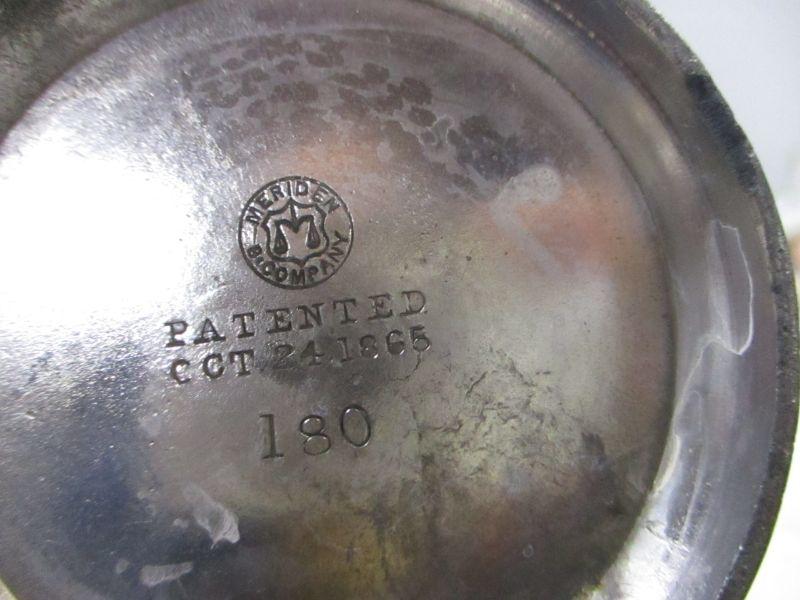 MERIDEN
B. COMPANY
PATENTED
OCT 24 1865
180